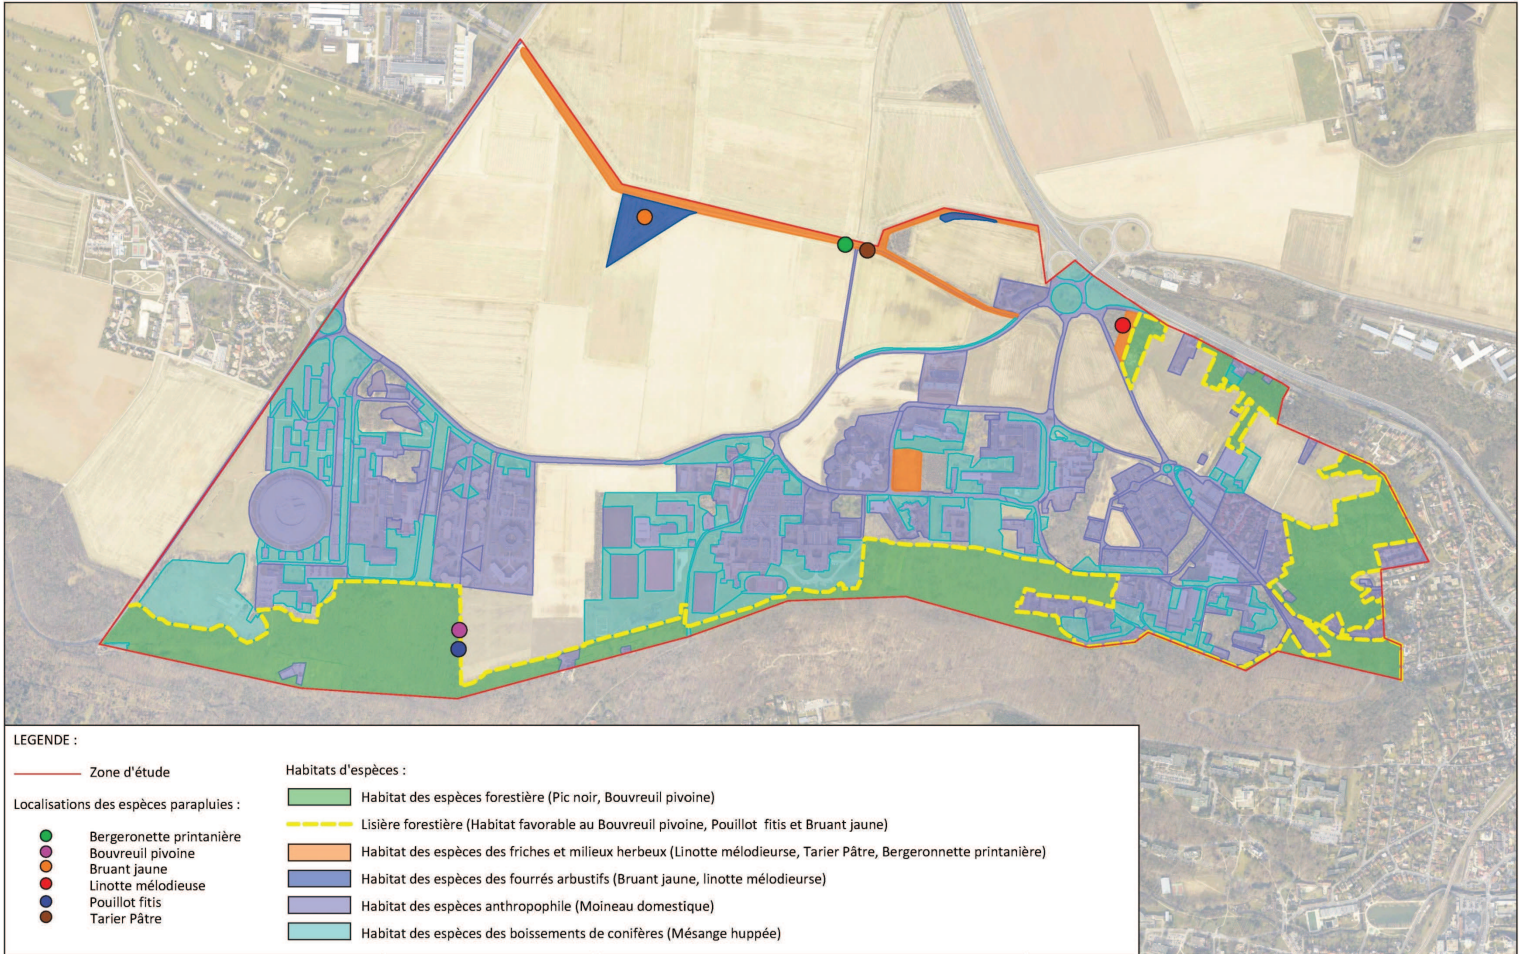 LEGENDE :
Zone d'étude
Localisations des espèces parapluies :
Bergeronette printanière
Bouvreuil pivoine
Bruant jaune
Linotte mélodieuse
Pouillot fitis
Tarier Pâtre
Habitats d'espèces :
Habitat des espèces forestière (Pic noir, Bouvreuil pivoine)
Lisière forestière (Habitat favorable au Bouvreuil pivoine, Pouillot fitis et Bruant jaune)
Habitat des espèces des friches et milieux herbeux (Linotte mélodieurse, Tarier Pâtre, Bergeronnette printanière)
Habitat des espèces des fourrés arbustifs (Bruant jaune, linotte mélodieurse)
Habitat des espèces anthropophile (Moineau domestique)
Habitat des espèces des boissements de conifères (Mésange huppée)